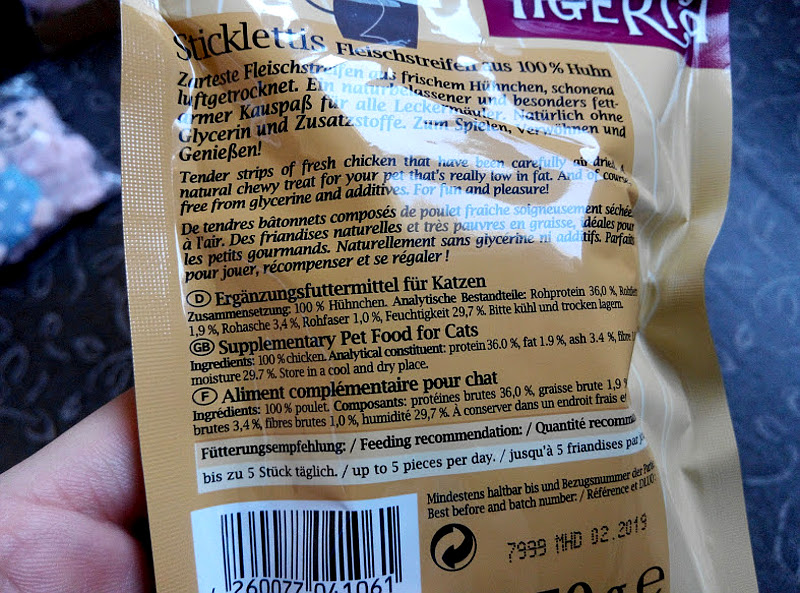 TIGERIA
Sticklettis Fleischstreifen aus 100 % Huhn
Zarteste Fleischstreifen aus frischem Hühnchen, schonend
luftgetrocknet. Ein naturbelassener und besonders fett-
armer Kauspaß für alle Leckermäuler. Natürlich ohne
Glycerin und Zusatzstoffe. Zum Spielen, Verwöhnen und
Genießen!
Tender strips of fresh chicken that have been carefully air dried. A
natural chewy treat for your pet that's really low in fat. And of course
free from glycerine and additives. For fun and pleasure!
De tendres bâtonnets composés de poulet fraîche soigneusement séchée
à l'air. Des friandises naturelles et très pauvres en graisse, idéales pour
les petits gourmands. Naturellement sans glycérine ni additifs. Parfaits
pour jouer, récompenser et se régaler !
D Ergänzungsfuttermittel für Katzen
Zusammensetzung: 100 % Hühnchen. Analytische Bestandteile: Rohprotein 36,0 %,
1,9 %, Rohasche 3,4 %, Rohfaser 1,0 %, Feuchtigkeit 29,7 %. Bitte kühl und trocken lagern.
GB Supplementary Pet Food for Cats
Ingredients: 100 % chicken. Analytical constituent: protein 36.0 %, fat 1.9 %, ash 3.4 %, fibre
moisture 29.7 %. Store in a cool and dry place.
F Aliment complémentaire pour chat
Ingrédients: 100 % poulet. Composants: protéines brutes 36,0 %, graisse brute 1,9 %
brutes 3,4 %, fibres brutes 1,0 %, humidité 29,7 %. À conserver dans un endroit frais et
Fütterungsempfehlung: / Feeding recommendation: / Quantité
bis zu 5 Stück täglich. / up to 5 pieces per day. / jusqu'à 5 friandises par
Mindestens haltbar bis und Bezugsnummer der
Best before and batch number: / Référence et
7999 MHD 02.2019
4 260077 041061
70 g e